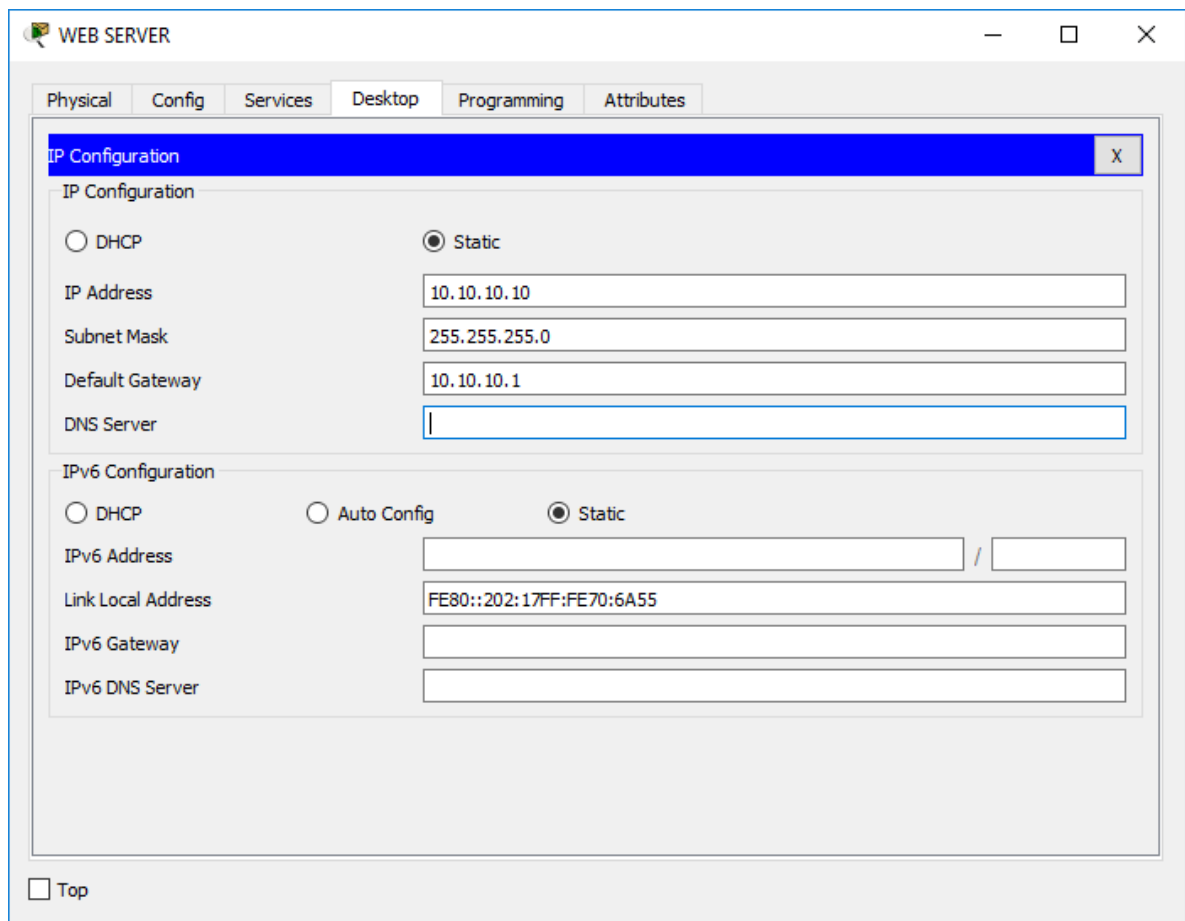 WEB SERVER
Physical Config Services Desktop Programming Attributes
IP Configuration X
IP Configuration
DHCP Static
IP Address 10.10.10.10
Subnet Mask 255.255.255.0
Default Gateway 10.10.10.1
DNS Server
IPv6 Configuration
DHCP Auto Config Static
IPv6 Address /
Link Local Address FE80::202:17FF:FE70:6A55
IPv6 Gateway
IPv6 DNS Server
Top